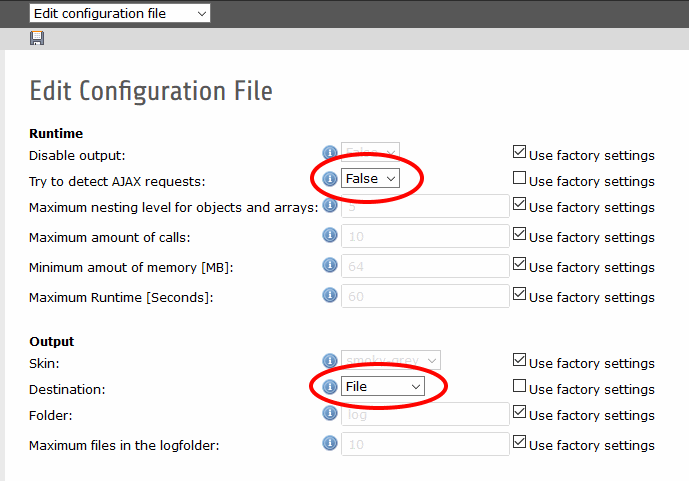 Edit configuration file
Edit Configuration File
Runtime
Disable output: False Use factory settings
Try to detect AJAX requests: False Use factory settings
Maximum nesting level for objects and arrays: 5 Use factory settings
Maximum amount of calls: 10 Use factory settings
Minimum amout of memory [MB]: 64 Use factory settings
Maximum Runtime [Seconds]: 60 Use factory settings
Output
Skin: smoky-grey Use factory settings
Destination: File Use factory settings
Folder: log Use factory settings
Maximum files in the logfolder: 10 Use factory settings